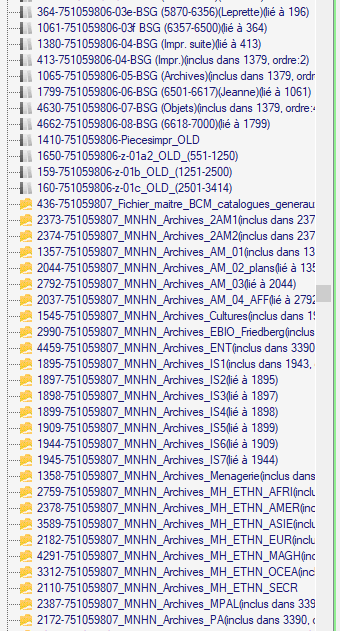 364-751059806-03e-BSG (5870-6356)(Leprette)(lié à 196)
1061-751059806-03f BSG (6357-6500)(lié à 364)
1380-751059806-04-BSG (Impr. suite)(lié à 413)
413-751059806-04-BSG (Impr.)(inclus dans 1379, ordre:2)
1065-751059806-05-BSG (Archives)(inclus dans 1379, ordr
1799-751059806-06-BSG (6501-6617)(Jeanne)(lié à 1061)
4630-751059806-07-BSG (Objets)(inclus dans 1379, ordre:4
4662-751059806-08-BSG (6618-7000)(lié à 1799)
1410-751059806-Piecesimpr_OLD
1650-751059806-z-01a2_OLD_(551-1250)
159-751059806-z-01b_OLD_(1251-2500)
160-751059806-z-01c_OLD_(2501-3414)
436-751059807_Fichier_maitre_BCM_catalogues_generau
2373-751059807_MNHN_Archives_2AM1(inclus dans 237
2374-751059807_MNHN_Archives_2AM2(inclus dans 237
1357-751059807_MNHN_Archives_AM_01(inclus dans 13
2044-751059807_MNHN_Archives_AM_02_plans(lié à 135
2792-751059807_MNHN_Archives_AM_03(lié à 2044)
2037-751059807_MNHN_Archives_AM_04_AFF(lié à 2792
1545-751059807_MNHN_Archives_Cultures(inclus dans 15
2990-751059807_MNHN_Archives_EBIO_Friedberg(inclus
4459-751059807_MNHN_Archives_ENT(inclus dans 3390
1895-751059807_MNHN_Archives_IS1(inclus dans 1943,
1897-751059807_MNHN_Archives_IS2(lié à 1895)
1898-751059807_MNHN_Archives_IS3(lié à 1897)
1899-751059807_MNHN_Archives_IS4(lié à 1898)
1909-751059807_MNHN_Archives_IS5(lié à 1899)
1944-751059807_MNHN_Archives_IS6(lié à 1909)
1945-751059807_MNHN_Archives_IS7(lié à 1944)
1358-751059807_MNHN_Archives_Menagerie(inclus dans
2759-751059807_MNHN_Archives_MH_ETHN_AFRI(inclu
2378-751059807_MNHN_Archives_MH_ETHN_AMER(inc
3589-751059807_MNHN_Archives_MH_ETHN_ASIE(inclu
2182-751059807_MNHN_Archives_MH_ETHN_EUR(inclu
4291-751059807_MNHN_Archives_MH_ETHN_MAGH(inc
3312-751059807_MNHN_Archives_MH_ETHN_OCEA(incl
2110-751059807_MNHN_Archives_MH_ETHN_SECR
2387-751059807_MNHN_Archives_MPAL(inclus dans 339
2172-751059807_MNHN_Archives_PA(inclus dans 3390, o